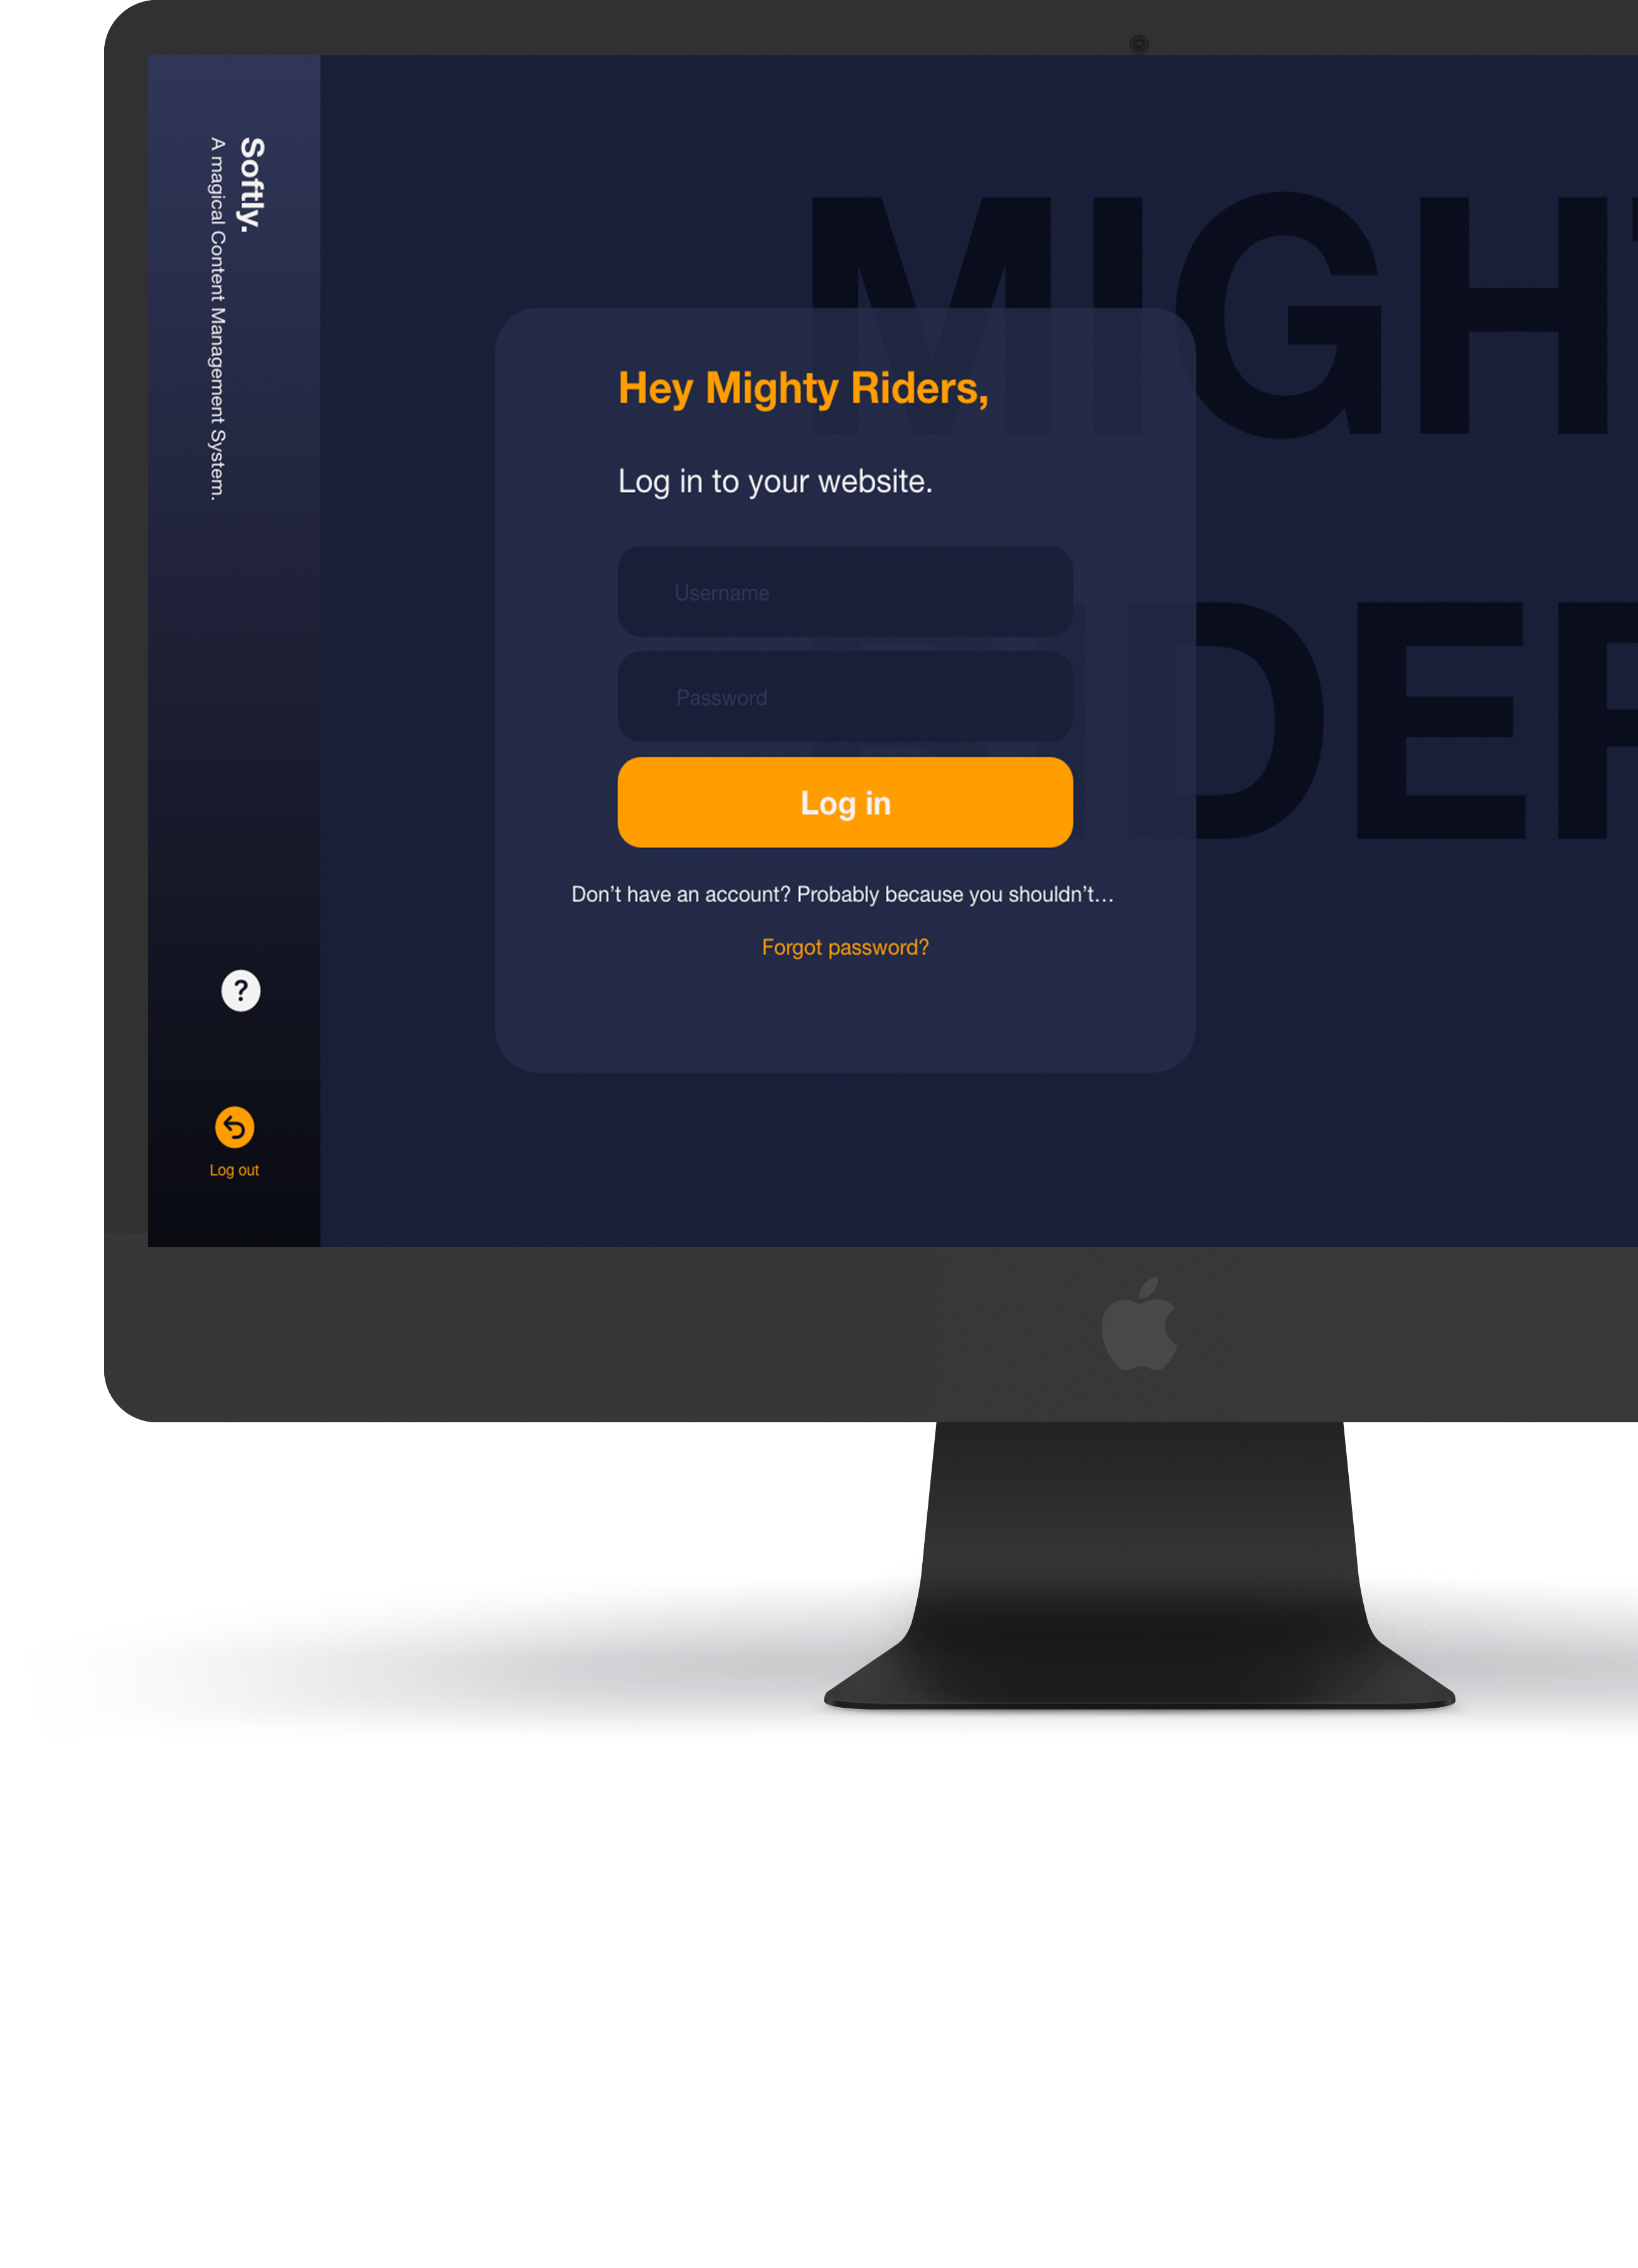 Softly.
A magical Content Management System.
MIGHT
Hey Mighty Riders,
Log in to your website.
Username
RIDER
Password
Log in
Don’t have an account? Probably because you shouldn’t...
Forgot password?
?
Log out